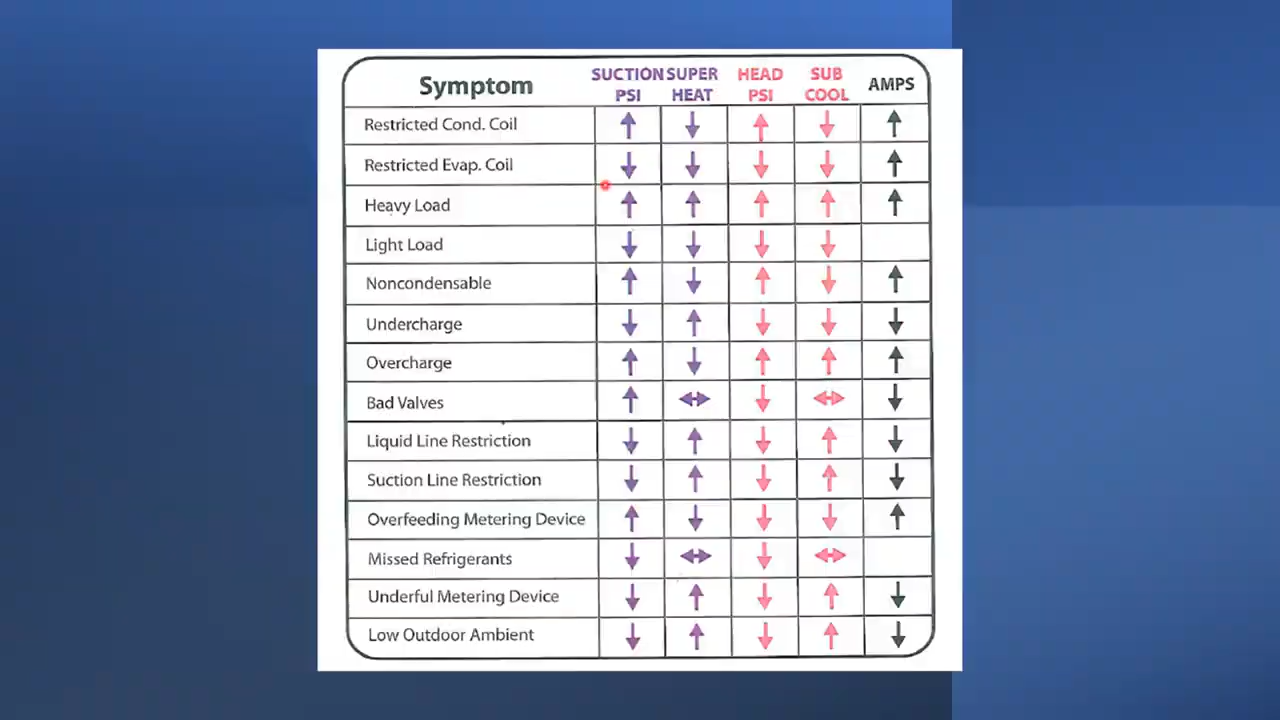 Symptom SUCTION PSI SUPER HEAT HEAD PSI SUB COOL AMPS
Restricted Cond. Coil ↑ ↓ ↑ ↓ ↑
Restricted Evap. Coil ↓ ↓ ↓ ↓ ↑
Heavy Load ↑ ↑ ↑ ↑ ↑
Light Load ↓ ↓ ↓ ↓
Noncondensable ↑ ↓ ↑ ↓ ↑
Undercharge ↓ ↑ ↓ ↓ ↓
Overcharge ↑ ↓ ↑ ↑ ↑
Bad Valves ↑ ↔ ↓ ↔ ↓
Liquid Line Restriction ↓ ↑ ↓ ↑ ↓
Suction Line Restriction ↓ ↑ ↓ ↑ ↓
Overfeeding Metering Device ↑ ↓ ↓ ↓ ↑
Missed Refrigerants ↓ ↔ ↓ ↔
Underful Metering Device ↓ ↑ ↓ ↑ ↓
Low Outdoor Ambient ↓ ↑ ↓ ↑ ↓